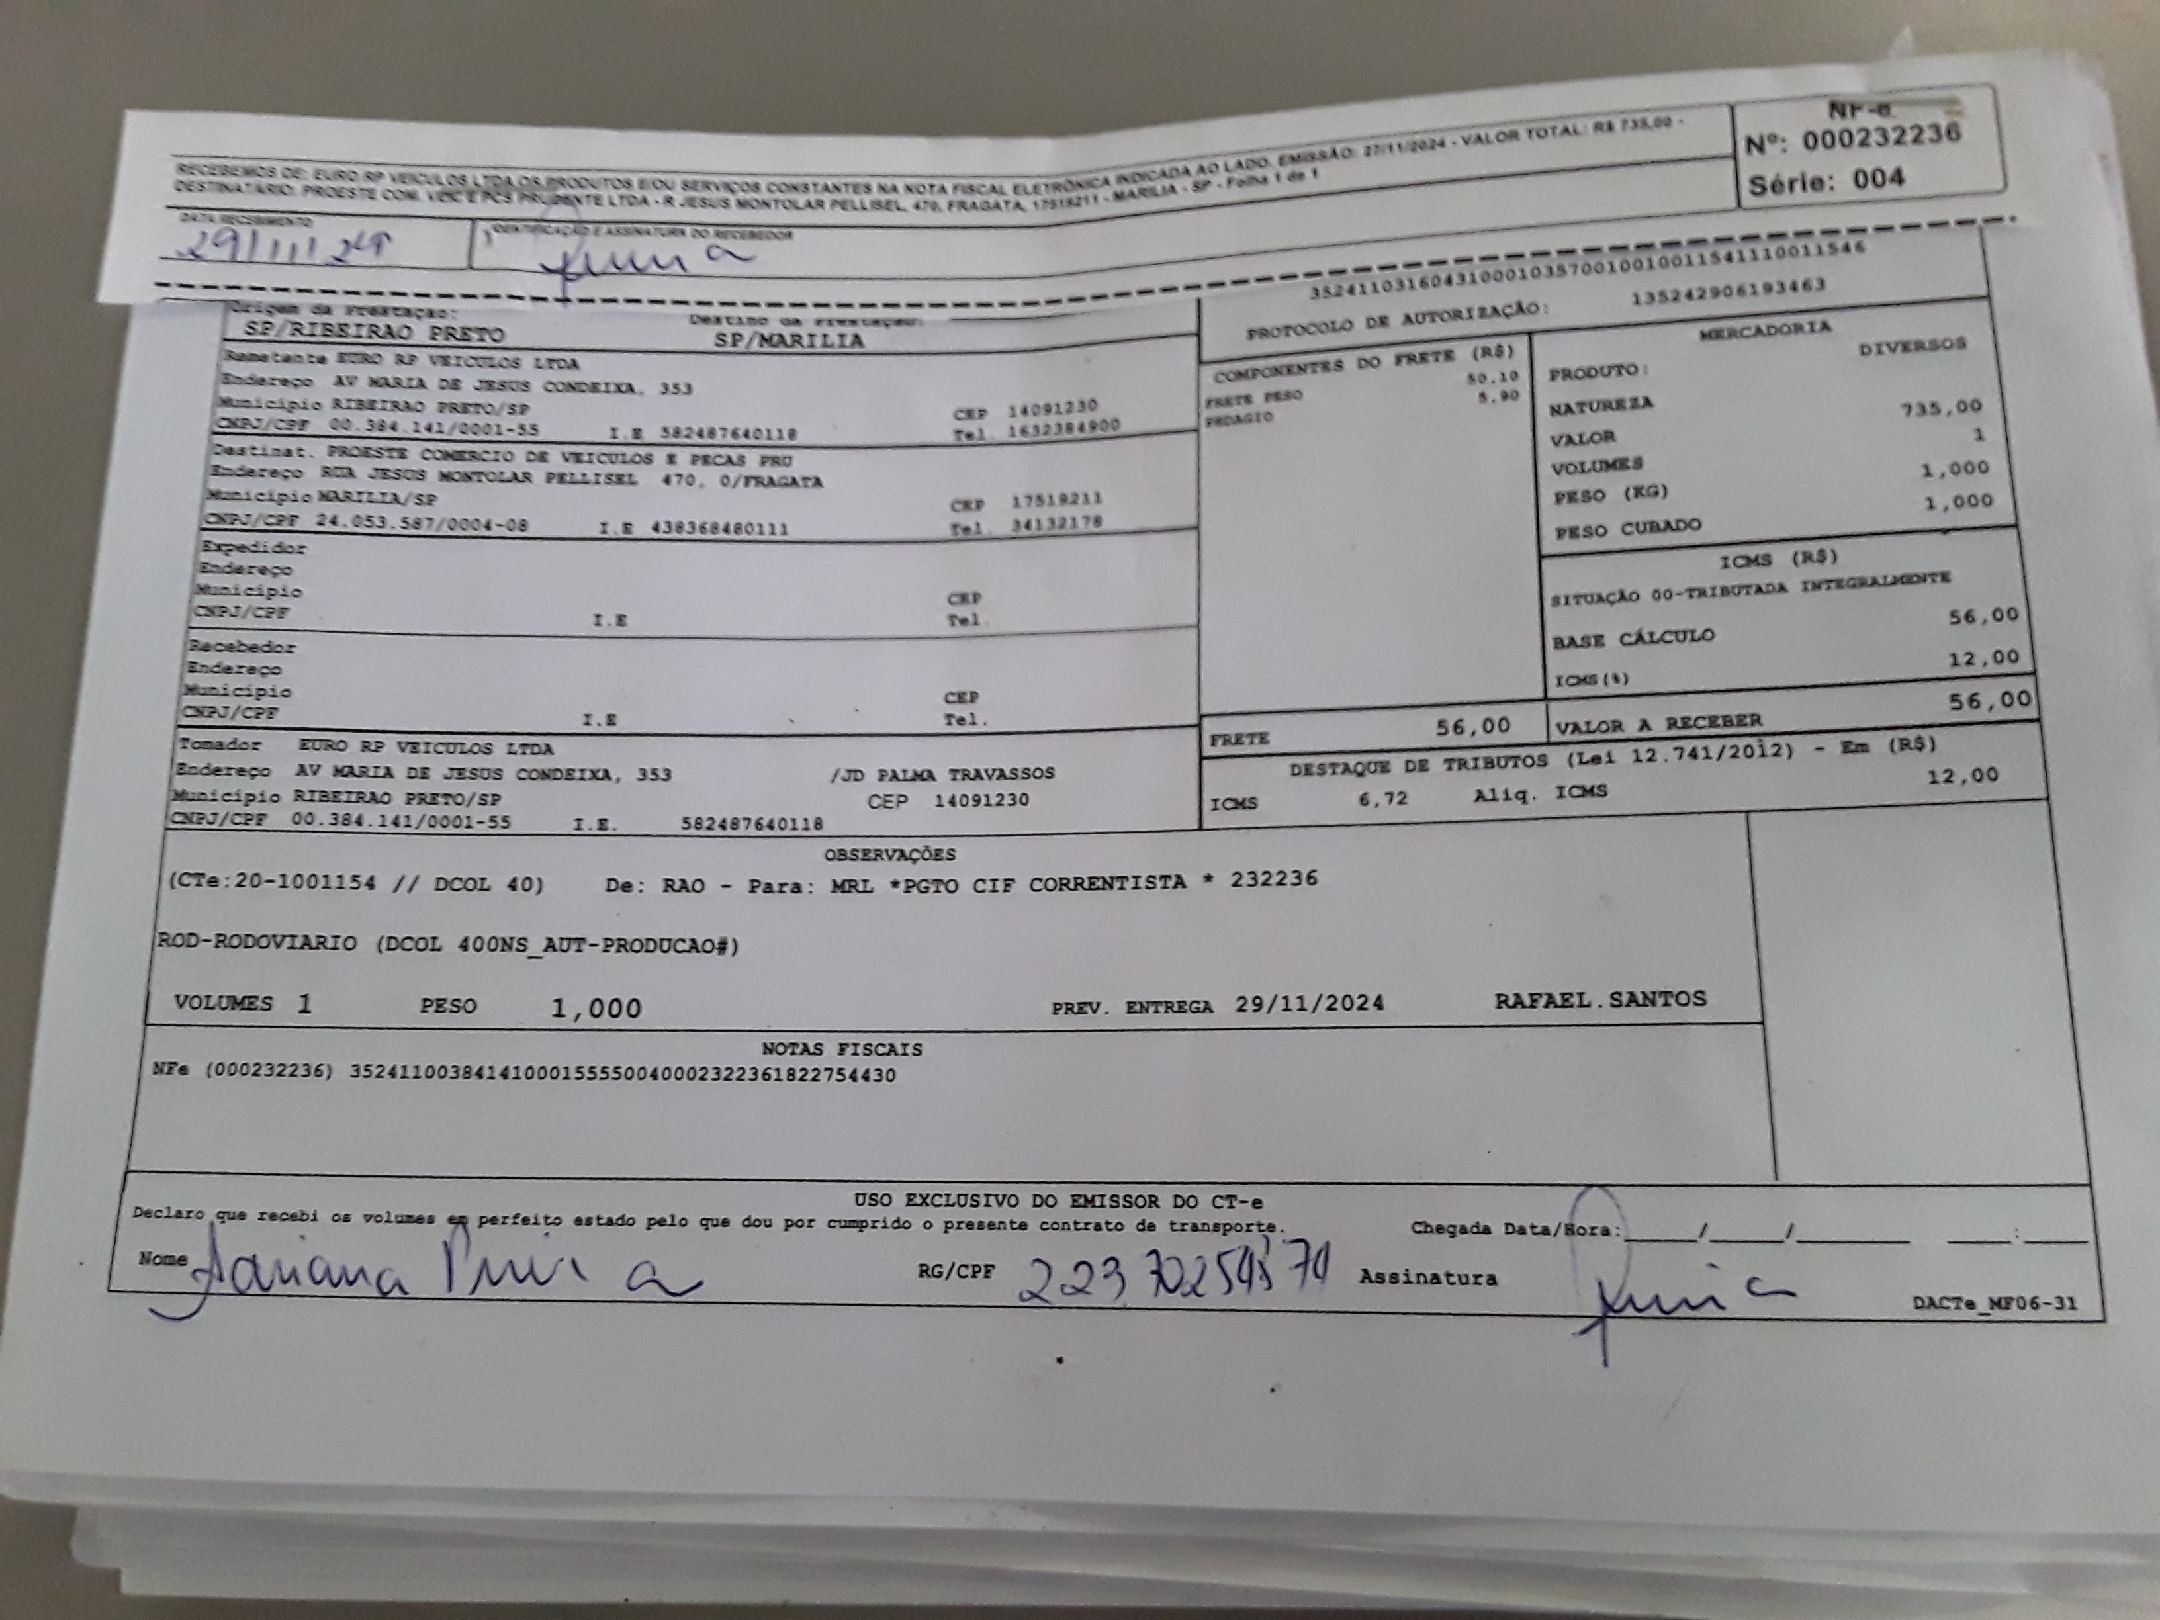 RECEBEMOS DE: EURO RP VEICULOS LTDA OS PRODUTOS E/OU SERVIÇOS CONSTANTES NA NOTA FISCAL ELETRÔNICA INDICADA AO LADO. EMISSÃO: 27/11/2024 - VALOR TOTAL: R$ 735,00 -
DESTINATÁRIO: PROESTE COM. VEIC E PCS PRUDENTE LTDA - R JESUS MONTOLAR PELLISEL, 470, FRAGATA, 17519211 - MARILIA - SP - Folha 1 de 1
NF-e
Nº: 000232236
Série: 004
DATA RECEBIMENTO
29/11/24
IDENTIFICAÇÃO E ASSINATURA DO RECEBEDOR
35241103160431000103570010010011541110011546
PROTOCOLO DE AUTORIZAÇÃO: 135242906193463
Origem da Prestação: Destino da Prestação:
SP/RIBEIRAO PRETO SP/MARILIA
Remetente EURO RP VEICULOS LTDA
Endereço AV MARIA DE JESUS CONDEIXA, 353
Município RIBEIRAO PRETO/SP CEP 14091230
CNPJ/CPF 00.384.141/0001-55 I.E 582487640118 Tel. 1632384900
Destinat. PROESTE COMERCIO DE VEICULOS E PECAS PRU
Endereço RUA JESUS MONTOLAR PELLISEL 470, 0/FRAGATA
Município MARILIA/SP CEP 17519211
CNPJ/CPF 24.053.587/0004-08 I.E 438368480111 Tel. 34132178
Expedidor
Endereço
Município CEP
CNPJ/CPF I.E Tel.
Recebedor
Endereço
Município CEP
CNPJ/CPF I.E Tel.
Tomador EURO RP VEICULOS LTDA
Endereço AV MARIA DE JESUS CONDEIXA, 353 /JD PALMA TRAVASSOS
Município RIBEIRAO PRETO/SP CEP 14091230
CNPJ/CPF 00.384.141/0001-55 I.E. 582487640118
COMPONENTES DO FRETE (R$)
FRETE PESO 50.10
PEDAGIO 5.90
MERCADORIA
PRODUTO: DIVERSOS
NATUREZA
VALOR 735,00
VOLUMES 1
PESO (KG) 1,000
PESO CUBADO 1,000
ICMS (R$)
SITUAÇÃO 00-TRIBUTADA INTEGRALMENTE
BASE CÁLCULO 56,00
ICMS(%) 12,00
FRETE 56,00 VALOR A RECEBER 56,00
DESTAQUE DE TRIBUTOS (Lei 12.741/2012) - Em (R$)
ICMS 6,72 Aliq. ICMS 12,00
OBSERVAÇÕES
(CTe:20-1001154 // DCOL 40) De: RAO - Para: MRL *PGTO CIF CORRENTISTA * 232236
ROD-RODOVIARIO (DCOL 400NS_AUT-PRODUCAO#)
VOLUMES 1 PESO 1,000 PREV. ENTREGA 29/11/2024 RAFAEL.SANTOS
NOTAS FISCAIS
NFe (000232236) 35241100384141000155550040002322361822754430
USO EXCLUSIVO DO EMISSOR DO CT-e
Declaro que recebi os volumes em perfeito estado pelo que dou por cumprido o presente contrato de transporte. Chegada Data/Hora:_____/_____/________ ____:____
Nome RG/CPF Assinatura
DACTe_MF06-31